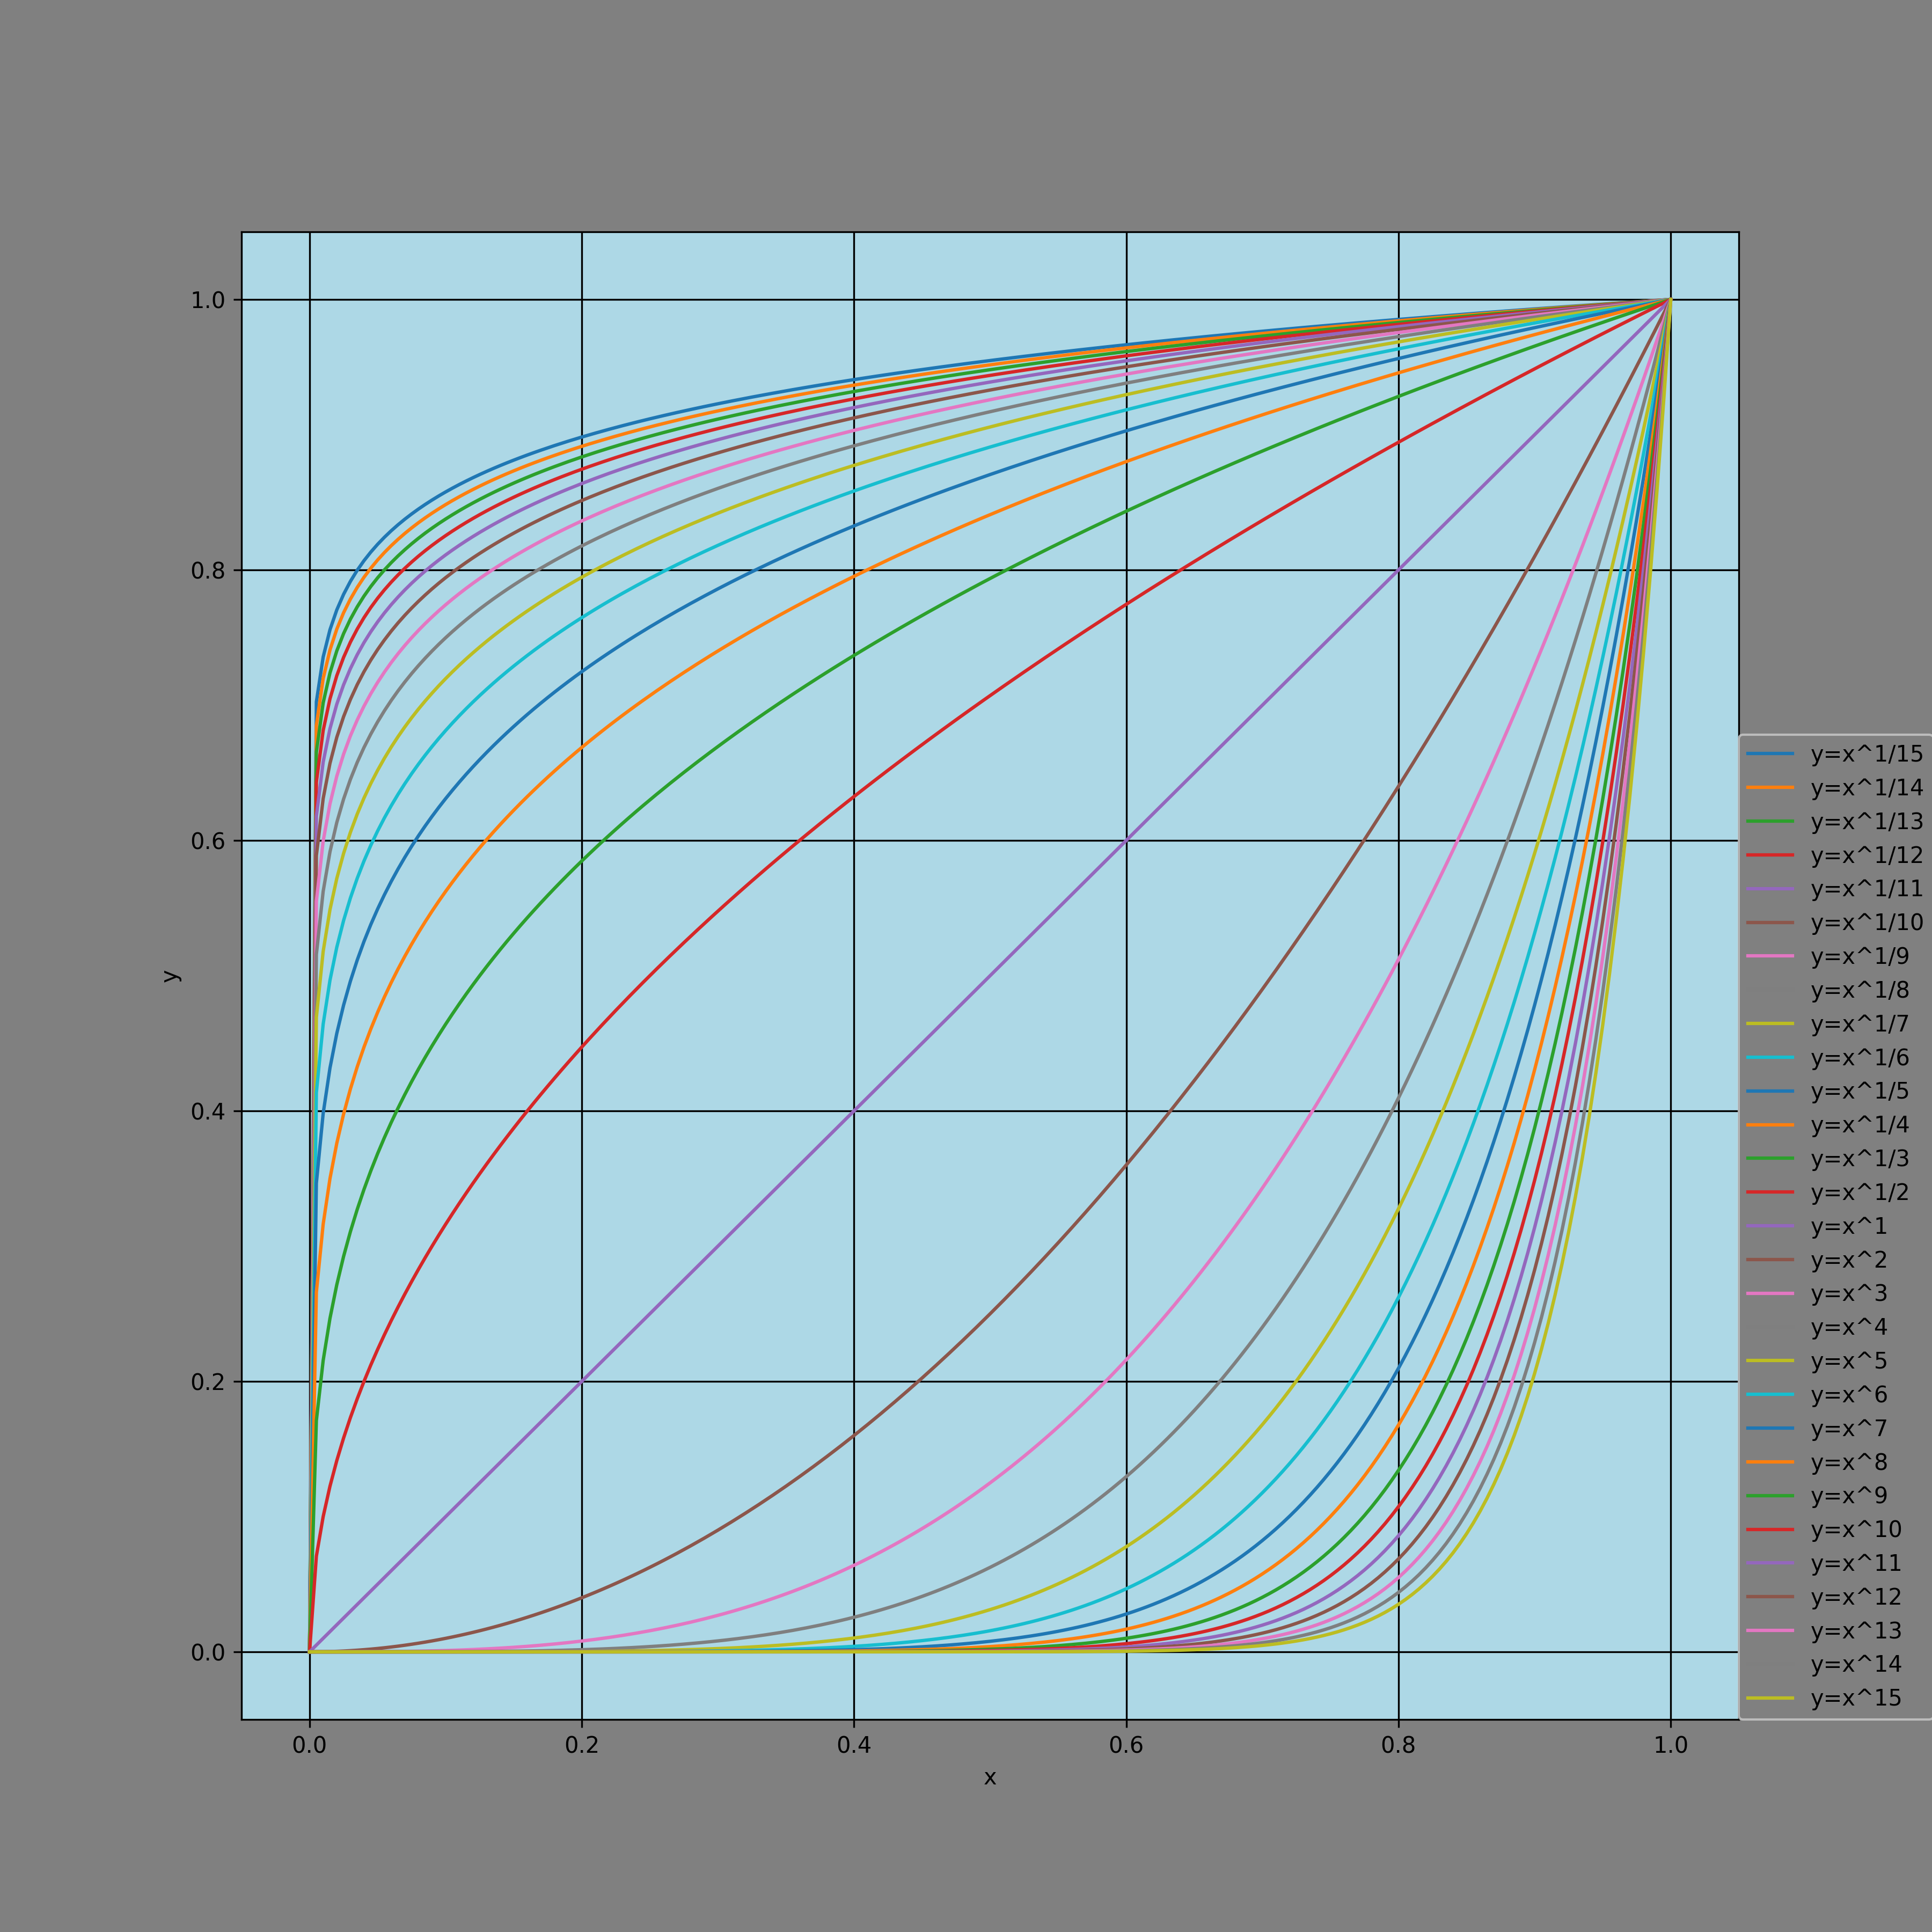 1.0
0.8
0.6
0.4
0.2
0.0
y
0.0 0.2 0.4 0.6 0.8 1.0
x
y=x^1/15
y=x^1/14
y=x^1/13
y=x^1/12
y=x^1/11
y=x^1/10
y=x^1/9
y=x^1/8
y=x^1/7
y=x^1/6
y=x^1/5
y=x^1/4
y=x^1/3
y=x^1/2
y=x^1
y=x^2
y=x^3
y=x^4
y=x^5
y=x^6
y=x^7
y=x^8
y=x^9
y=x^10
y=x^11
y=x^12
y=x^13
y=x^14
y=x^15